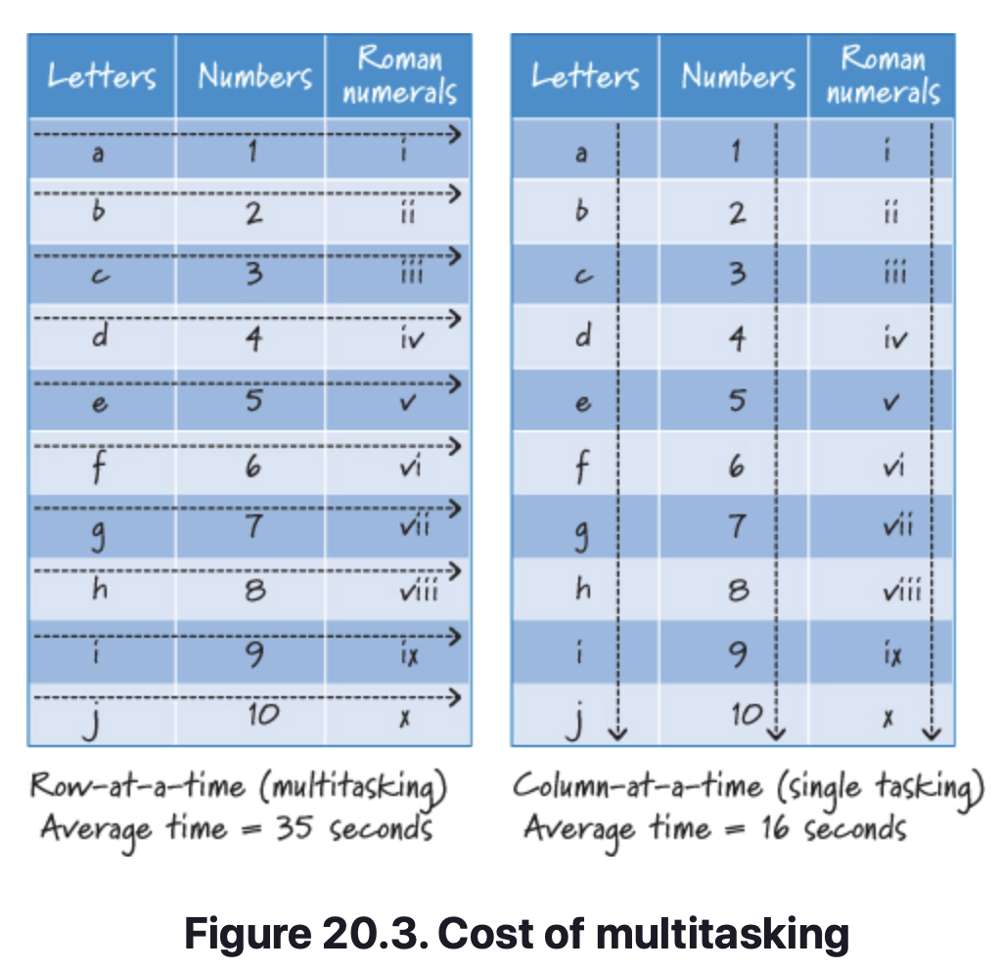 Letters Numbers Roman numerals
a 1 i
b 2 ii
c 3 iii
d 4 iv
e 5 v
f 6 vi
g 7 vii
h 8 viii
i 9 ix
j 10 x
Row-at-a-time (multitasking)
Average time = 35 seconds
Letters Numbers Roman numerals
a 1 i
b 2 ii
c 3 iii
d 4 iv
e 5 v
f 6 vi
g 7 vii
h 8 viii
i 9 ix
j 10 x
Column-at-a-time (single tasking)
Average time = 16 seconds
Figure 20.3. Cost of multitasking